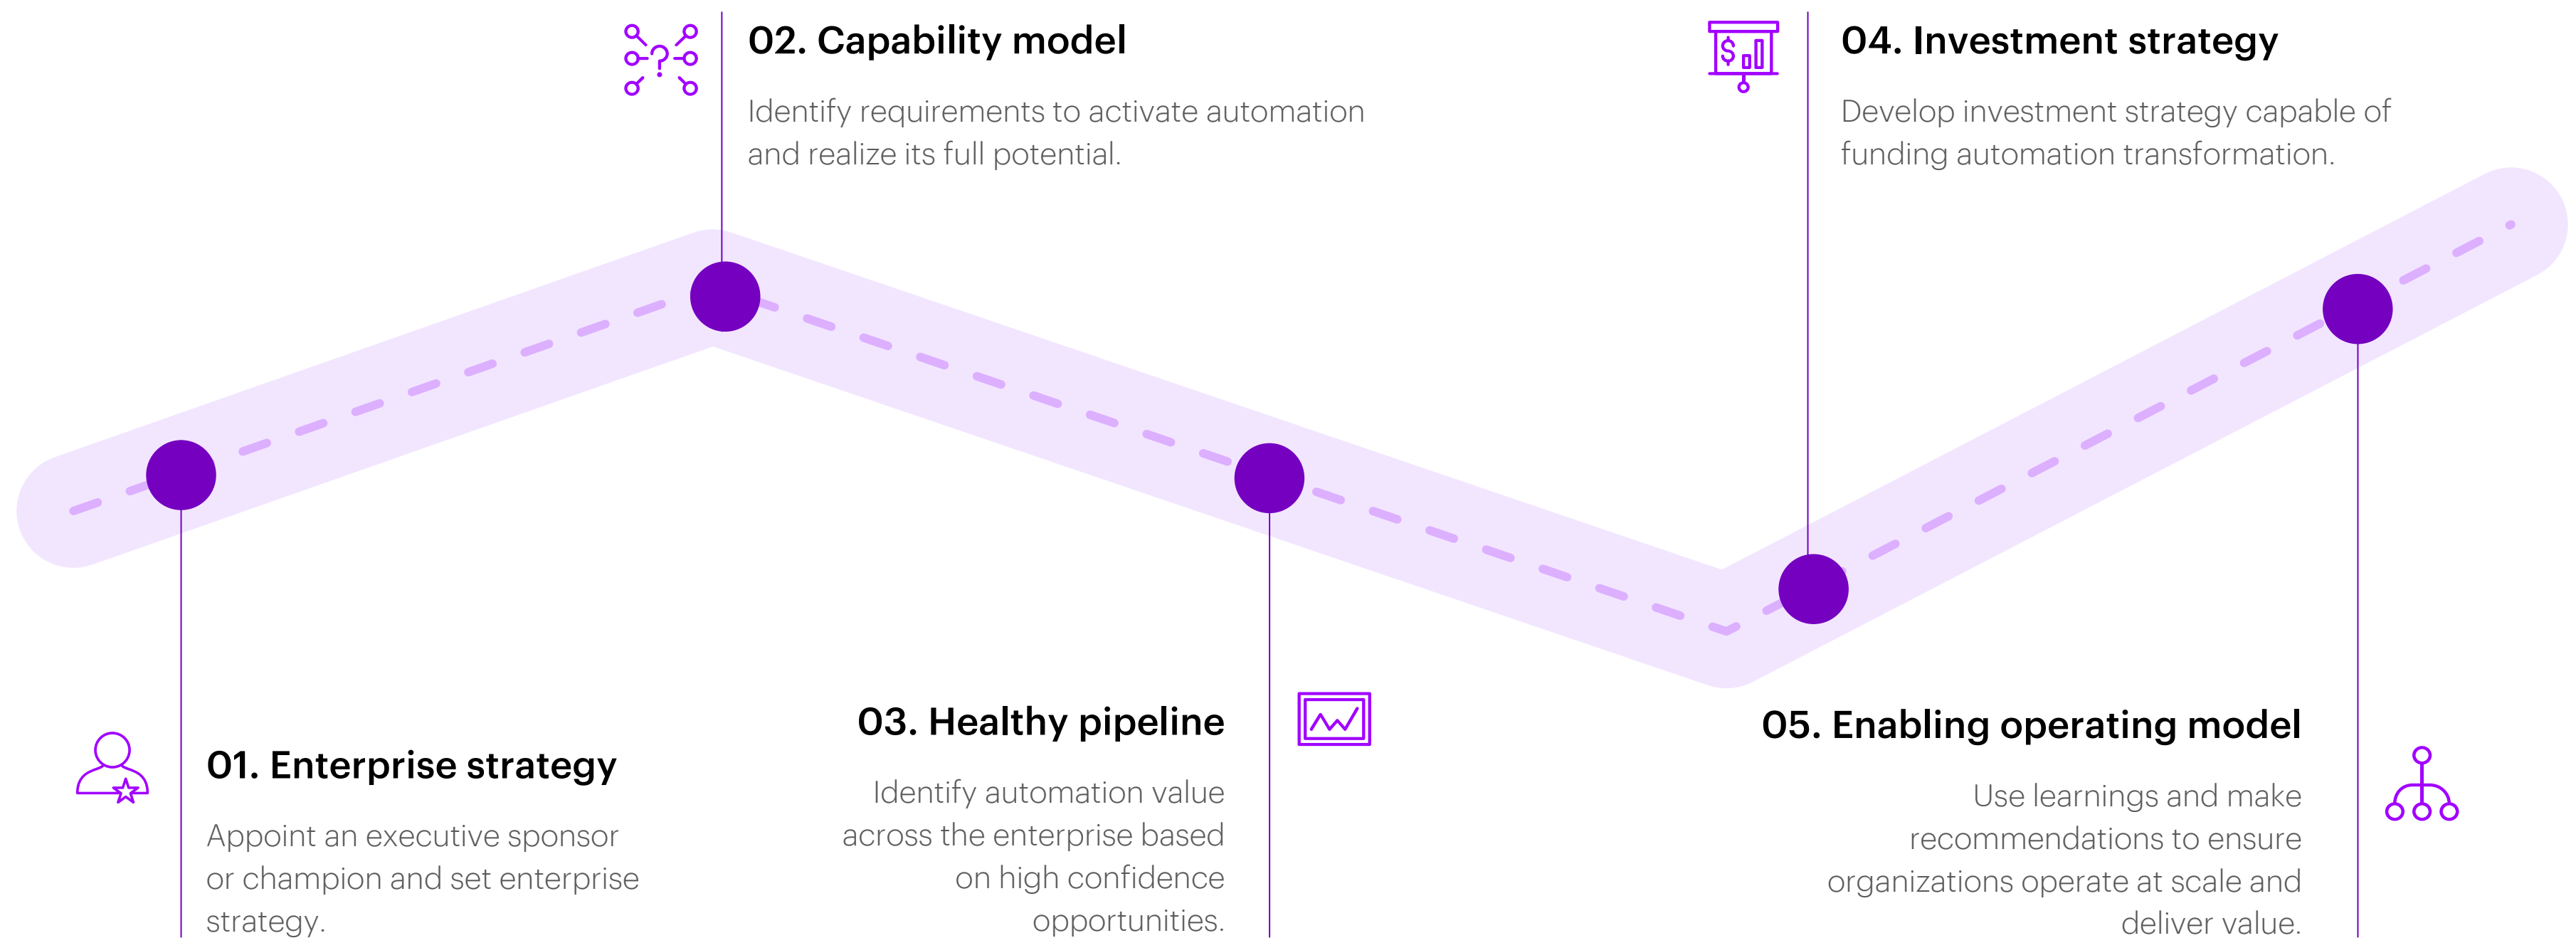 01. Enterprise strategy
Appoint an executive sponsor
or champion and set enterprise
strategy.
02. Capability model
Identify requirements to activate automation
and realize its full potential.
03. Healthy pipeline
Identify automation value
across the enterprise based
on high confidence
opportunities.
04. Investment strategy
Develop investment strategy capable of
funding automation transformation.
05. Enabling operating model
Use learnings and make
recommendations to ensure
organizations operate at scale and
deliver value.